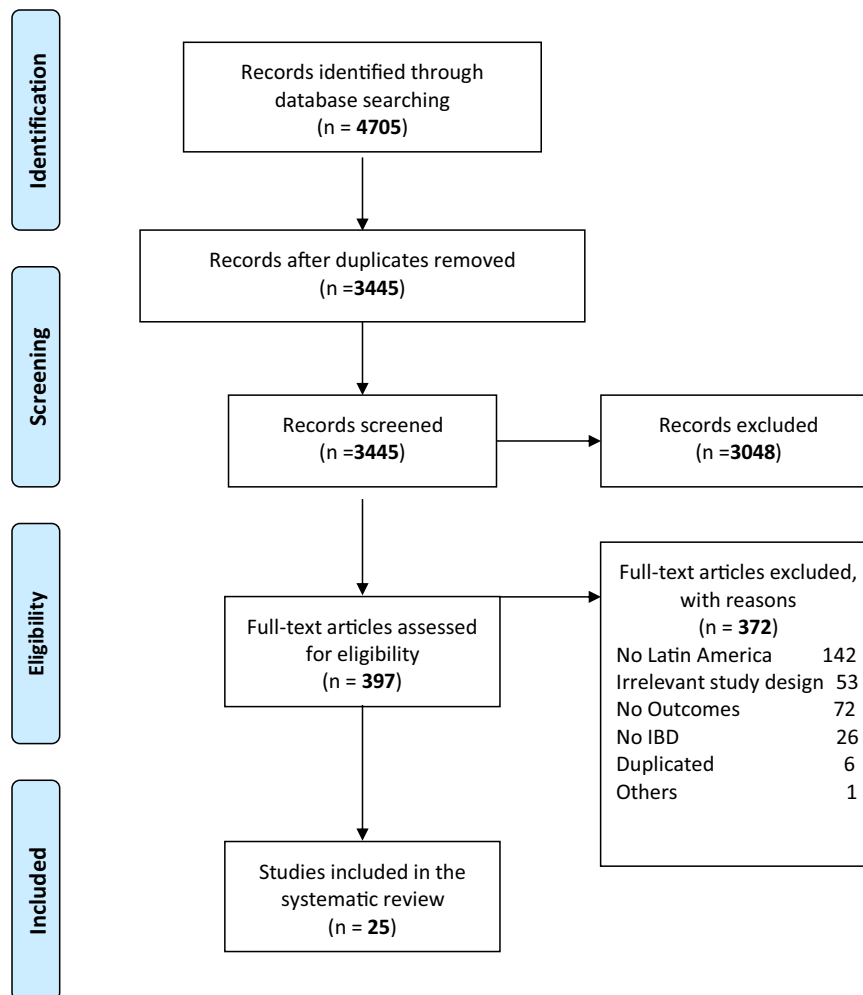 Identification
Records identified through
database searching
(n = 4705)
Records after duplicates removed
(n =3445)
Screening
Records screened
(n =3445)
Records excluded
(n =3048)
Eligibility
Full-text articles assessed
for eligibility
(n = 397)
Full-text articles excluded,
with reasons
(n = 372)
No Latin America 142
Irrelevant study design 53
No Outcomes 72
No IBD 26
Duplicated 6
Others 1
Included
Studies included in the
systematic review
(n = 25)